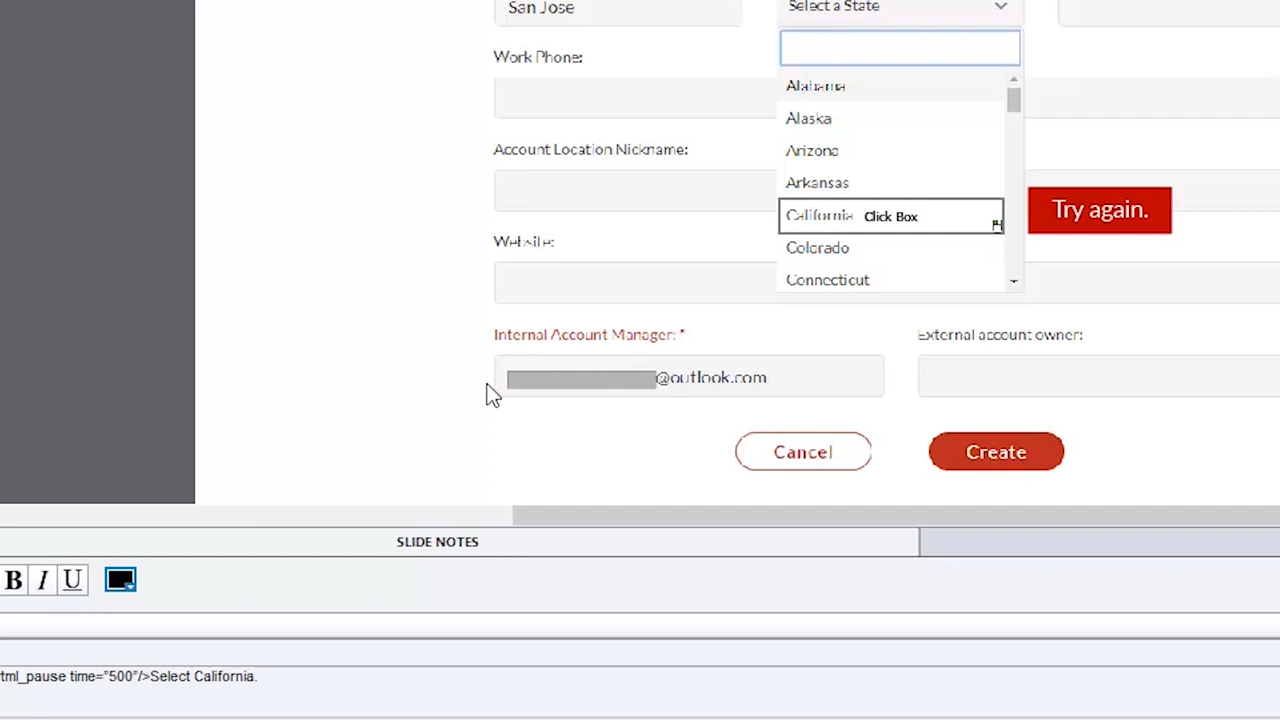 San Jose
Select a State
Work Phone:
Alabama
Alaska
Account Location Nickname:
Arizona
Arkansas
California Click Box
Try again.
Website:
Colorado
Connecticut
Internal Account Manager: *
External account owner:
@outlook.com
Cancel
Create
SLIDE NOTES
B I U
tml_pause time="500"/>Select California.